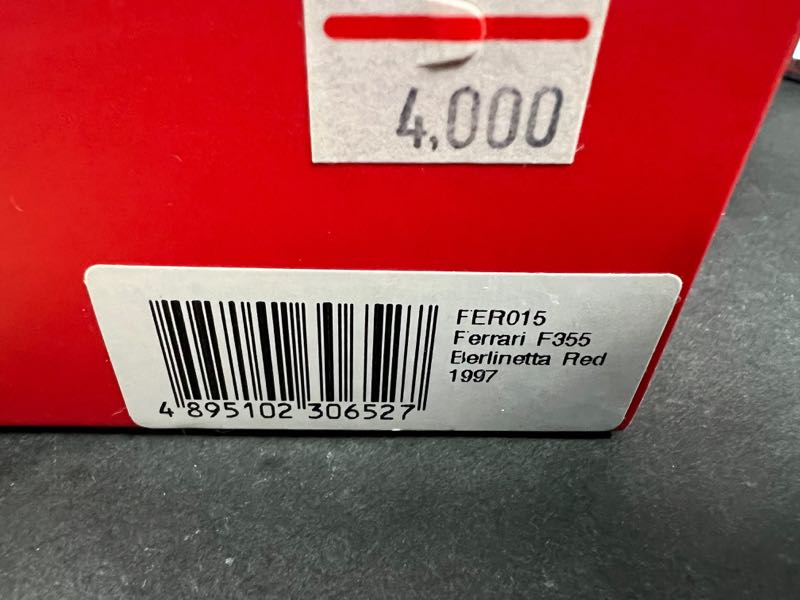 4,000
FER015
Ferrari F355
Berlinetta Red
1997
4 895102 306527